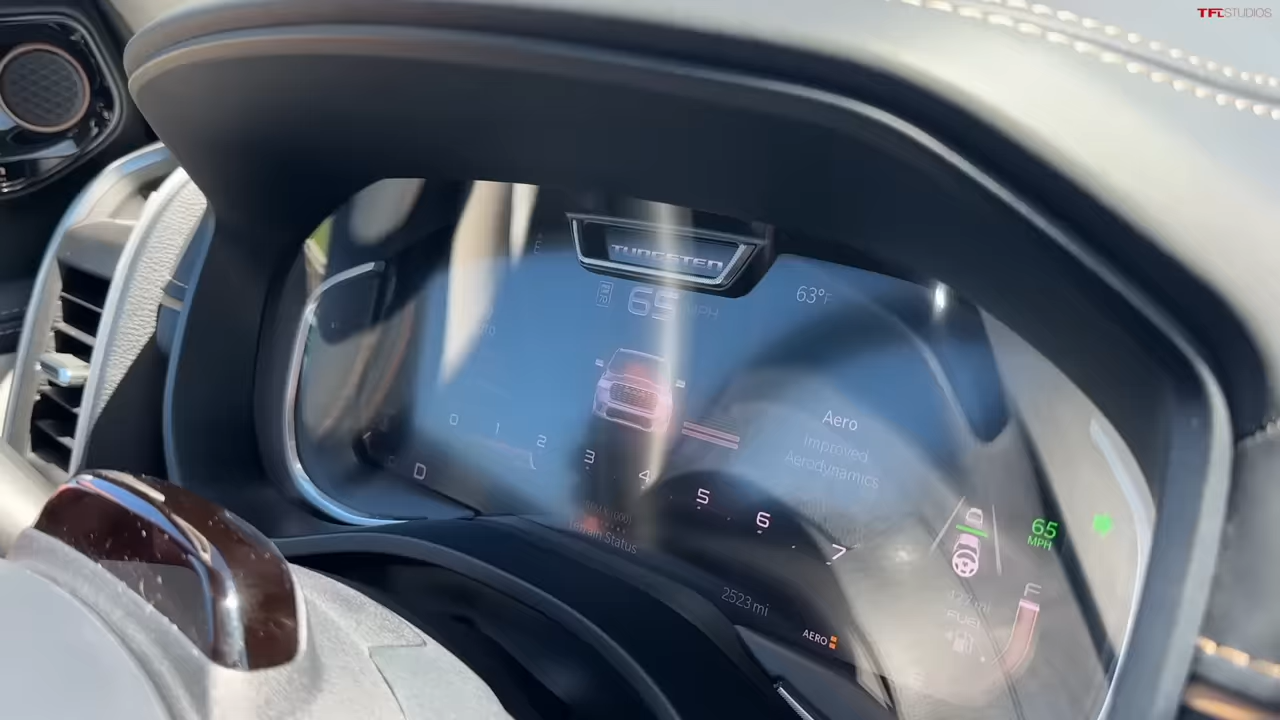 TFLSTUDIOS
TUNGSTEN
65 MPH
63°F
0 1 2 3 4 5 6 7
D
Aero
Improved
Aerodynamics
Terrain Status
65
MPH
2523 mi
AERO
F
FUEL